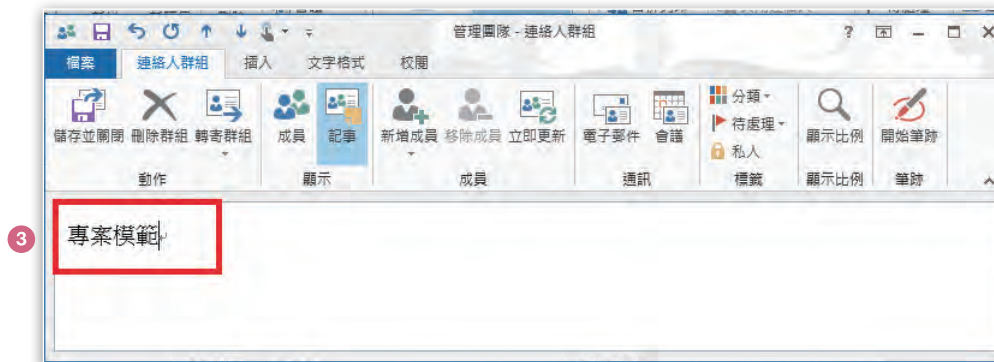 管理團隊 - 連絡人群組
?
檔案 連絡人群組 插入 文字格式 校閱
儲存並關閉 刪除群組 轉寄群組 成員 記事 新增成員 移除成員 立即更新 電子郵件 會議 分類 待處理 私人 顯示比例 開始筆跡
動作 顯示 成員 通訊 標籤 顯示比例 筆跡
3 專案模範